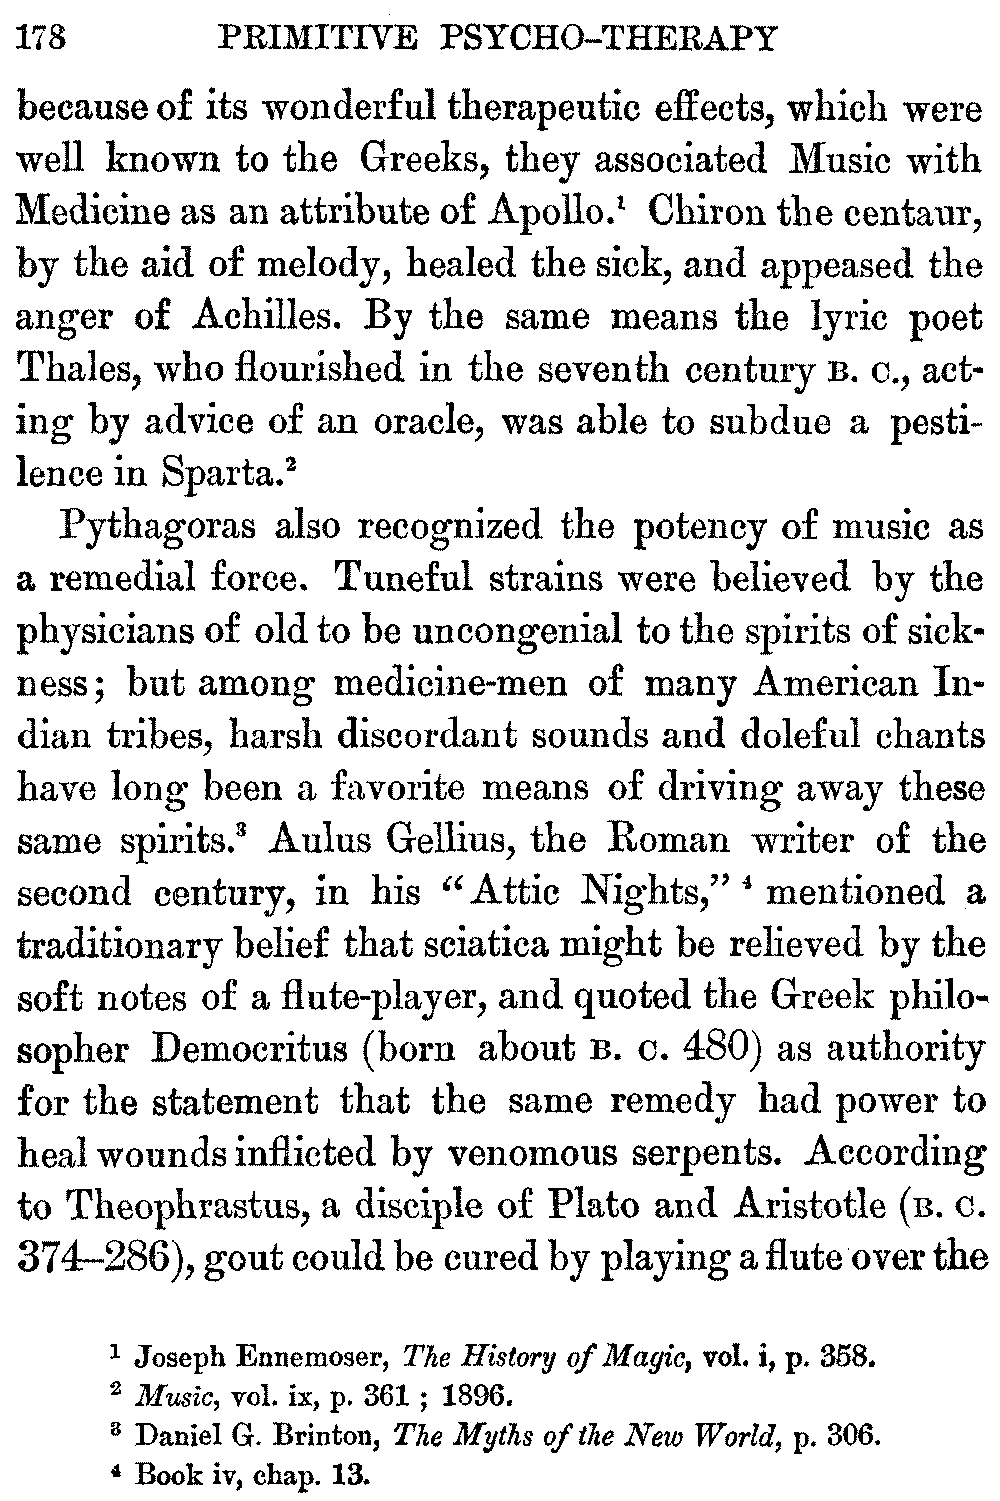 178 PRIMITIVE PSYCHO-THERAPY
because of its wonderful therapeutic effects, which were
well known to the Greeks, they associated Music with
Medicine as an attribute of Apollo.¹ Chiron the centaur,
by the aid of melody, healed the sick, and appeased the
anger of Achilles. By the same means the lyric poet
Thales, who flourished in the seventh century B. C., act-
ing by advice of an oracle, was able to subdue a pesti-
lence in Sparta.²
Pythagoras also recognized the potency of music as
a remedial force. Tuneful strains were believed by the
physicians of old to be uncongenial to the spirits of sick-
ness; but among medicine-men of many American In-
dian tribes, harsh discordant sounds and doleful chants
have long been a favorite means of driving away these
same spirits.³ Aulus Gellius, the Roman writer of the
second century, in his “Attic Nights,” ⁴ mentioned a
traditionary belief that sciatica might be relieved by the
soft notes of a flute-player, and quoted the Greek philo-
sopher Democritus (born about B. C. 480) as authority
for the statement that the same remedy had power to
heal wounds inflicted by venomous serpents. According
to Theophrastus, a disciple of Plato and Aristotle (B. C.
374–286), gout could be cured by playing a flute over the
¹ Joseph Ennemoser, The History of Magic, vol. i, p. 358.
² Music, vol. ix, p. 361 ; 1896.
³ Daniel G. Brinton, The Myths of the New World, p. 306.
⁴ Book iv, chap. 13.